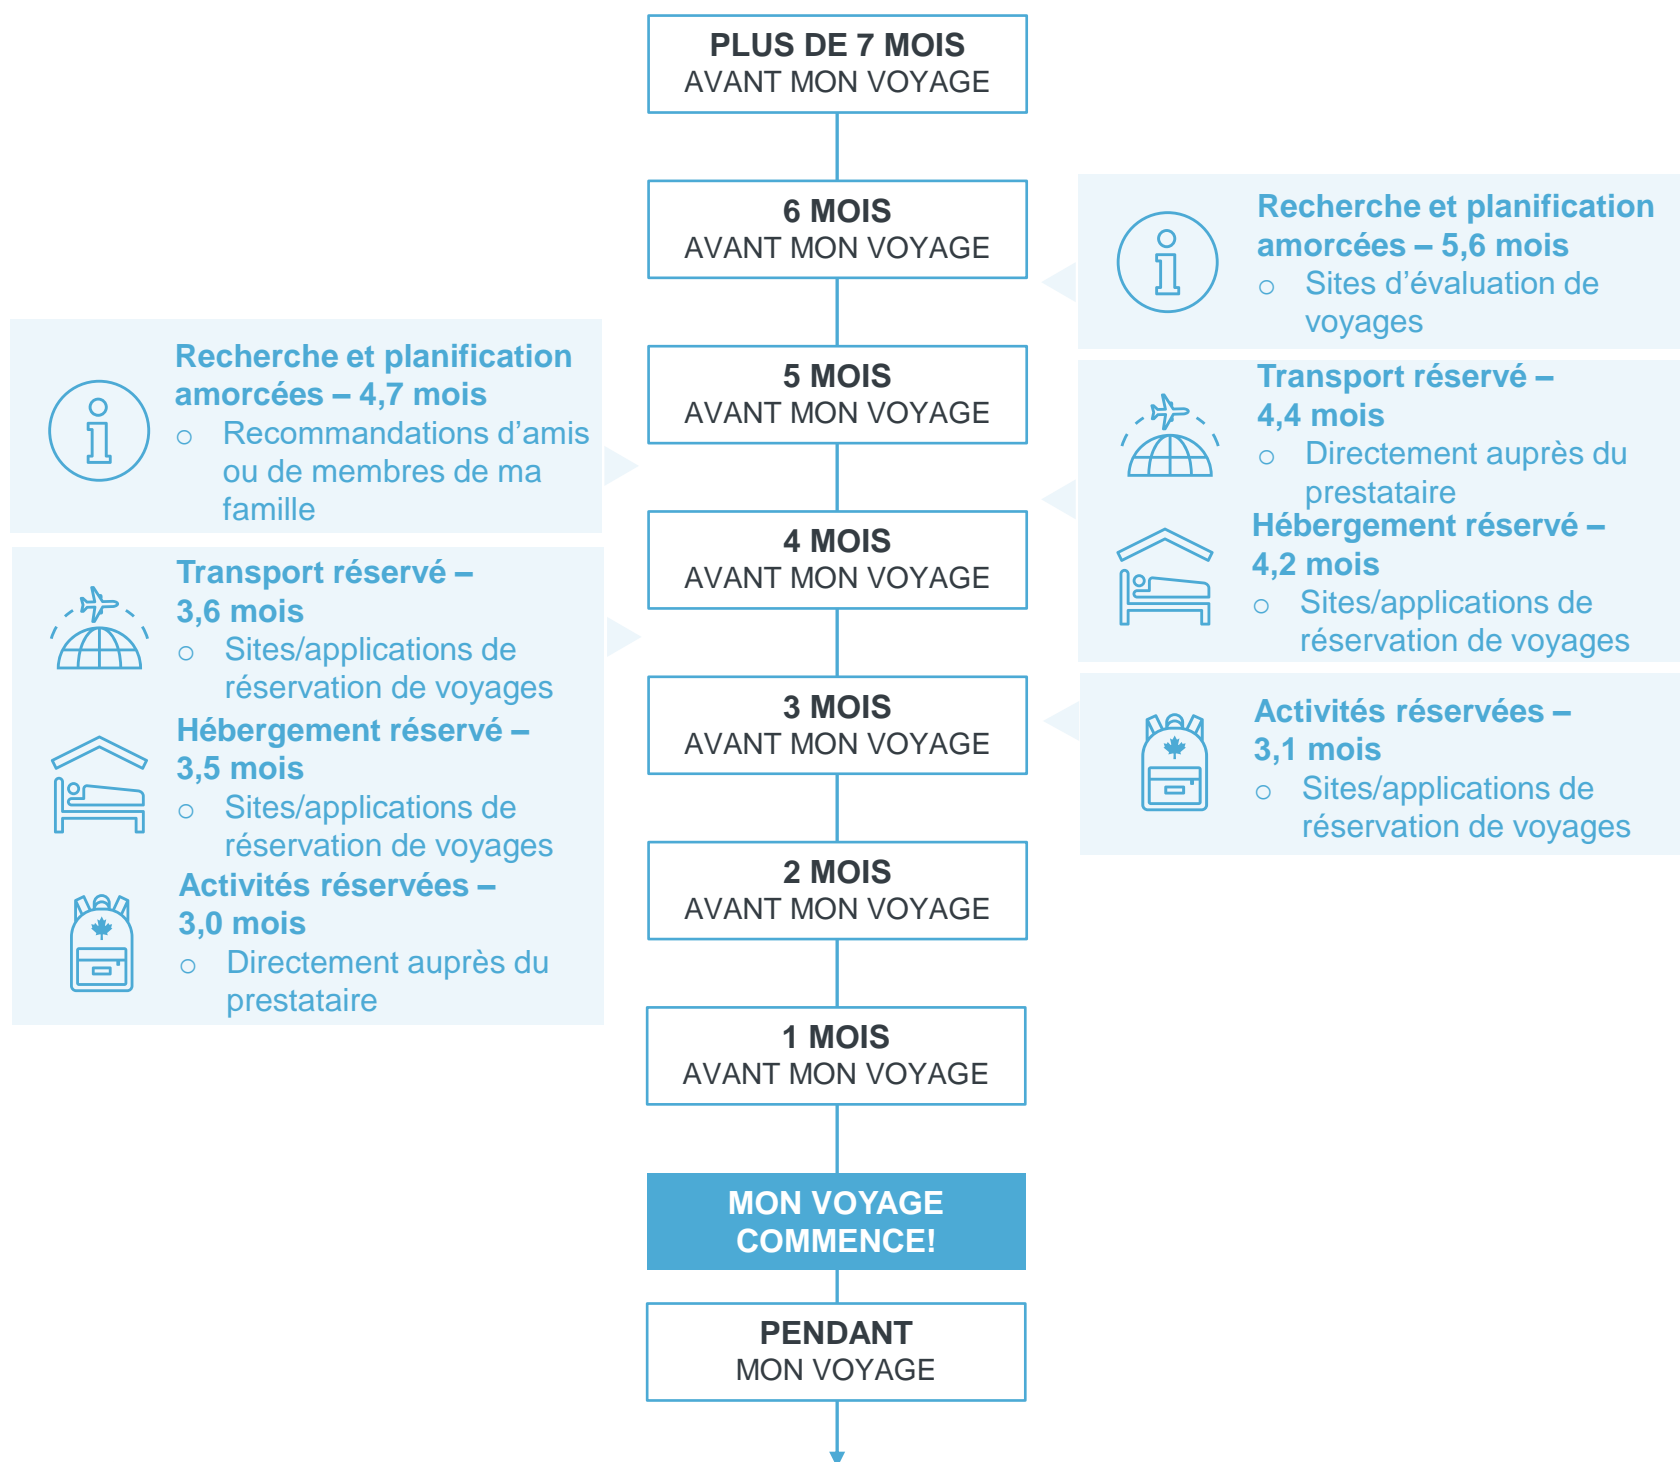 PLUS DE 7 MOIS
AVANT MON VOYAGE
6 MOIS
AVANT MON VOYAGE
Recherche et planification
amorcées – 5,6 mois
○ Sites d’évaluation de
voyages
Recherche et planification
amorcées – 4,7 mois
○ Recommandations d’amis
ou de membres de ma
famille
5 MOIS
AVANT MON VOYAGE
Transport réservé –
4,4 mois
○ Directement auprès du
prestataire
Hébergement réservé –
4,2 mois
○ Sites/applications de
réservation de voyages
4 MOIS
AVANT MON VOYAGE
Transport réservé –
3,6 mois
○ Sites/applications de
réservation de voyages
Hébergement réservé –
3,5 mois
○ Sites/applications de
réservation de voyages
Activités réservées –
3,0 mois
○ Directement auprès du
prestataire
3 MOIS
AVANT MON VOYAGE
Activités réservées –
3,1 mois
○ Sites/applications de
réservation de voyages
2 MOIS
AVANT MON VOYAGE
1 MOIS
AVANT MON VOYAGE
MON VOYAGE
COMMENCE!
PENDANT
MON VOYAGE